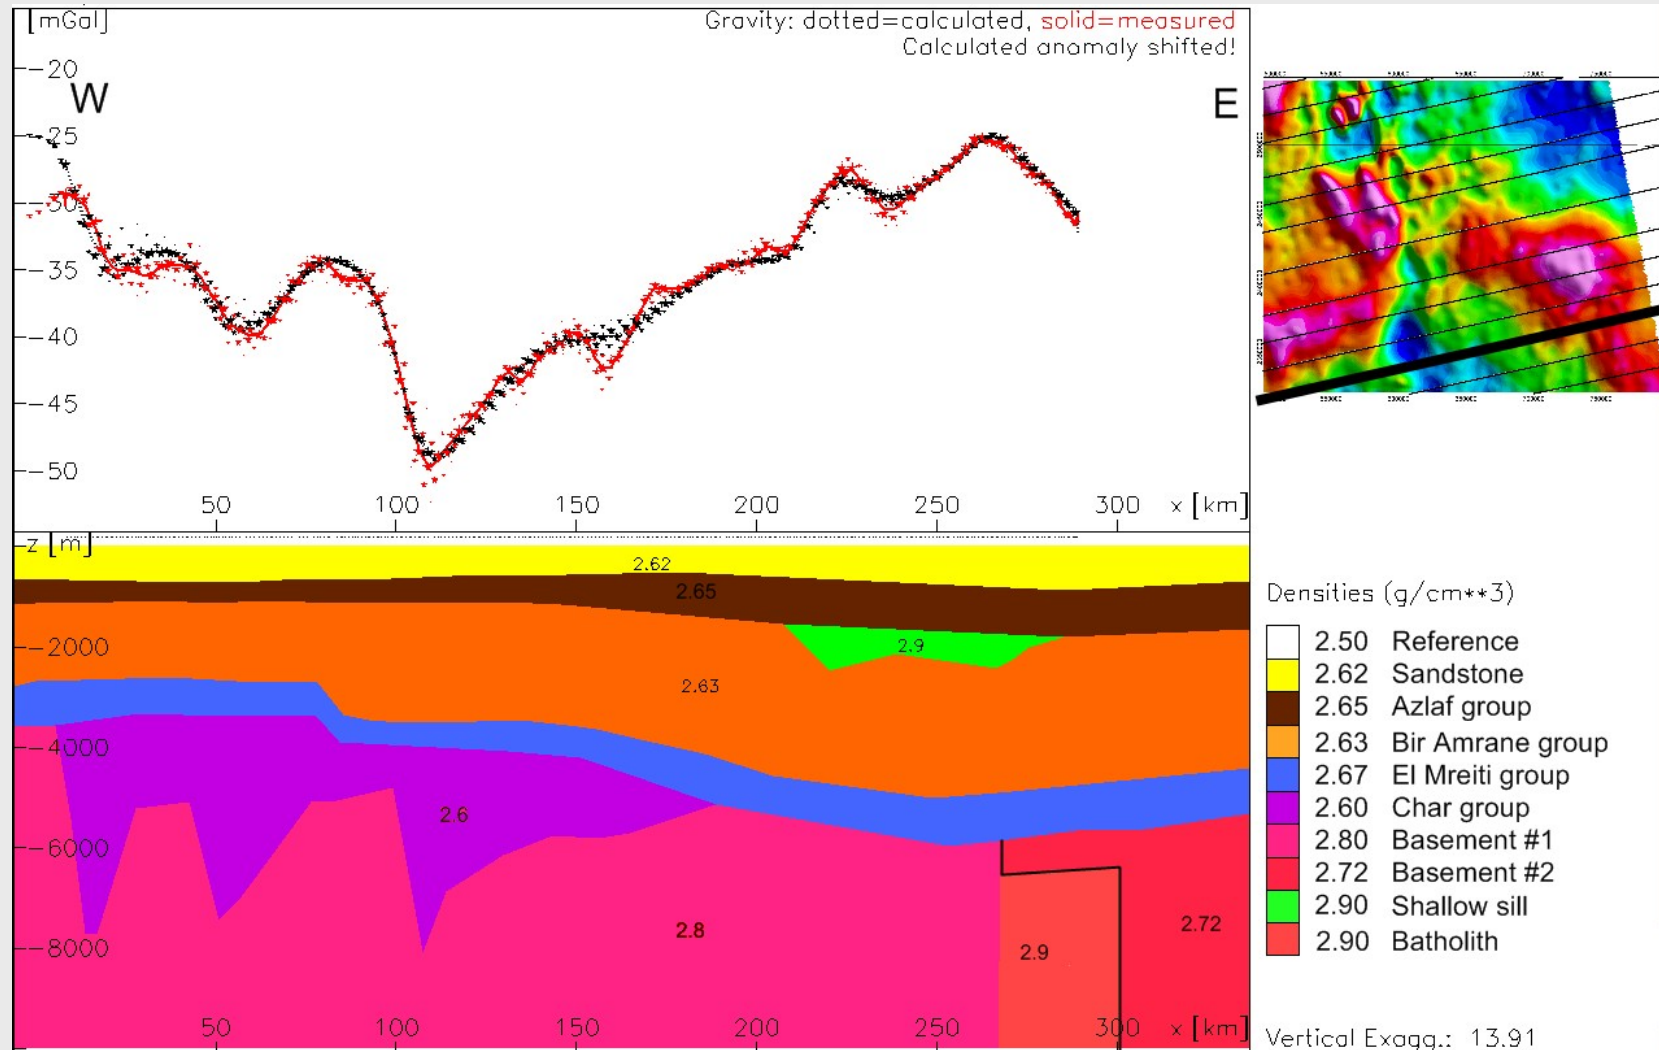 [mGal]
Gravity: dotted=calculated, solid=measured
Calculated anomaly shifted!
-20
W
E
-25
-30
-35
-40
-45
-50
50 100 150 200 250 300 x [km]
z [m]
2.62
2.65
-2000
2.9
2.63
-4000
2.6
-6000
2.8
2.72
-8000
2.9
50 100 150 200 250 300 x [km]
Densities (g/cm**3)
2.50 Reference
2.62 Sandstone
2.65 Azlaf group
2.63 Bir Amrane group
2.67 El Mreiti group
2.60 Char group
2.80 Basement #1
2.72 Basement #2
2.90 Shallow sill
2.90 Batholith
Vertical Exagg.: 13.91